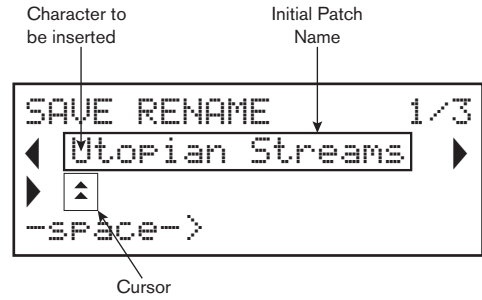 Character to
be inserted
Initial Patch
Name
SAVE RENAME 1/3
Utopian Streams
-space->
Cursor